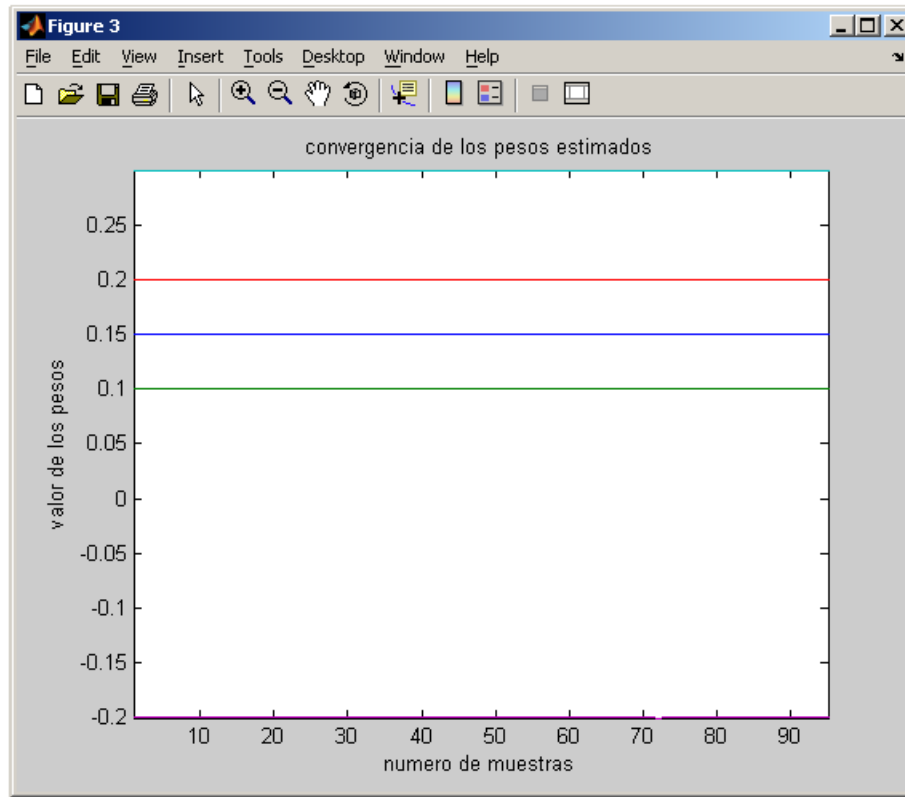 Figure 3
File Edit View Insert Tools Desktop Window Help
convergencia de los pesos estimados
0.25
0.2
0.15
0.1
0.05
0
-0.05
-0.1
-0.15
-0.2
valor de los pesos
10 20 30 40 50 60 70 80 90
numero de muestras